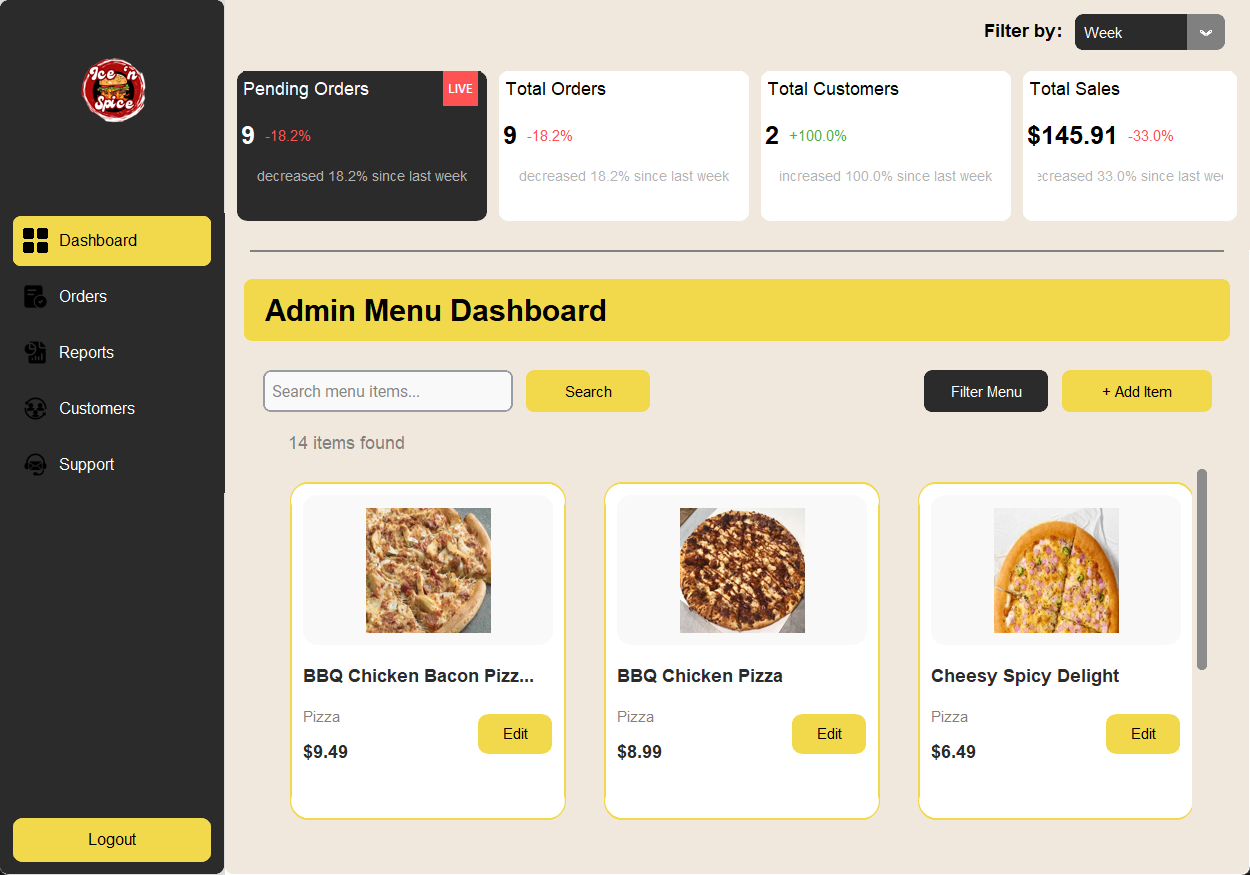 Ice 'n
Spice
Filter by: Week
Pending Orders LIVE
9 -18.2%
decreased 18.2% since last week
Total Orders
9 -18.2%
decreased 18.2% since last week
Total Customers
2 +100.0%
increased 100.0% since last week
Total Sales
$145.91 -33.0%
ecreased 33.0% since last we
Dashboard
Orders
Reports
Customers
Support
Logout
Admin Menu Dashboard
Search menu items...
Search
Filter Menu
+ Add Item
14 items found
BBQ Chicken Bacon Pizz...
Pizza
$9.49
Edit
BBQ Chicken Pizza
Pizza
$8.99
Edit
Cheesy Spicy Delight
Pizza
$6.49
Edit